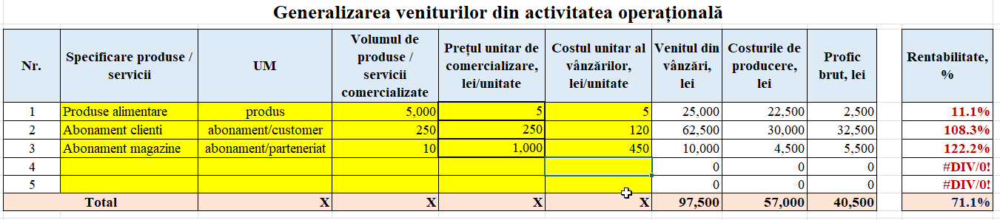 Generalizarea veniturilor din activitatea operațională
Nr. Specificare produse / servicii UM Volumul de produse / servicii comercializate Prețul unitar de comercializare, lei/unitate Costul unitar al vânzărilor, lei/unitate Venitul din vânzări, lei Costurile de producere, lei Profic brut, lei Rentabilitate, %
1 Produse alimentare produs 5,000 5 5 25,000 22,500 2,500 11.1%
2 Abonament clienti abonament/customer 250 250 120 62,500 30,000 32,500 108.3%
3 Abonament magazine abonament/parteneriat 10 1,000 450 10,000 4,500 5,500 122.2%
4 0 0 0 #DIV/0!
5 0 0 0 #DIV/0!
Total X X X X 97,500 57,000 40,500 71.1%